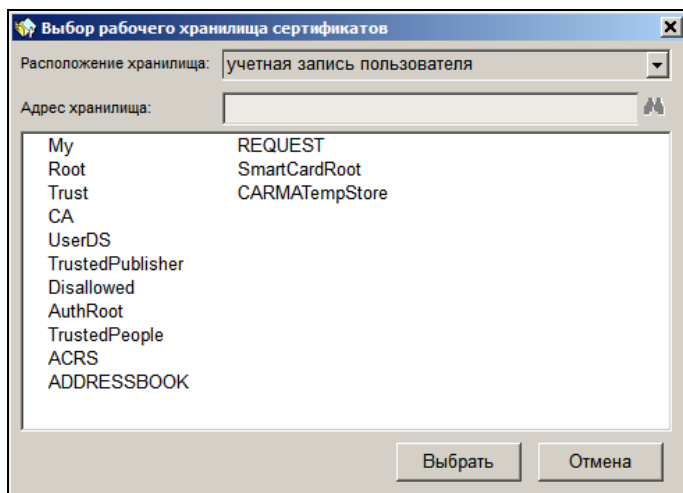 Выбор рабочего хранилища сертификатов
Расположение хранилища: учетная запись пользователя
Адрес хранилища:
My REQUEST
Root SmartCardRoot
Trust CARMATempStore
CA
UserDS
TrustedPublisher
Disallowed
AuthRoot
TrustedPeople
ACRS
ADDRESSBOOK
Выбрать Отмена